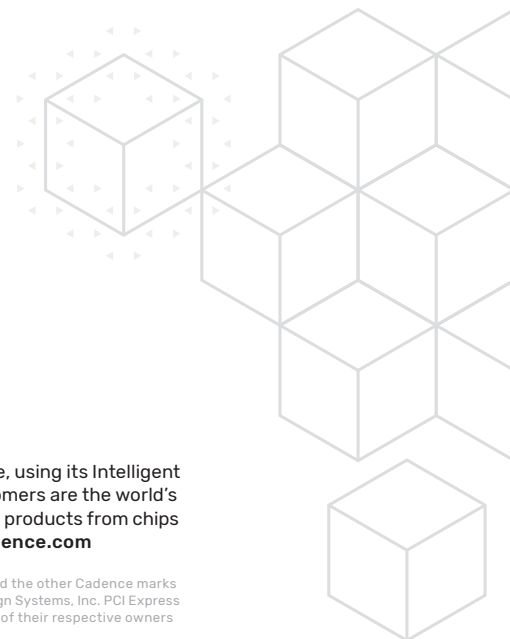 e, using its Intelligent
omers are the world's
products from chips
ence.com
d the other Cadence marks
gn Systems, Inc. PCI Express
of their respective owners